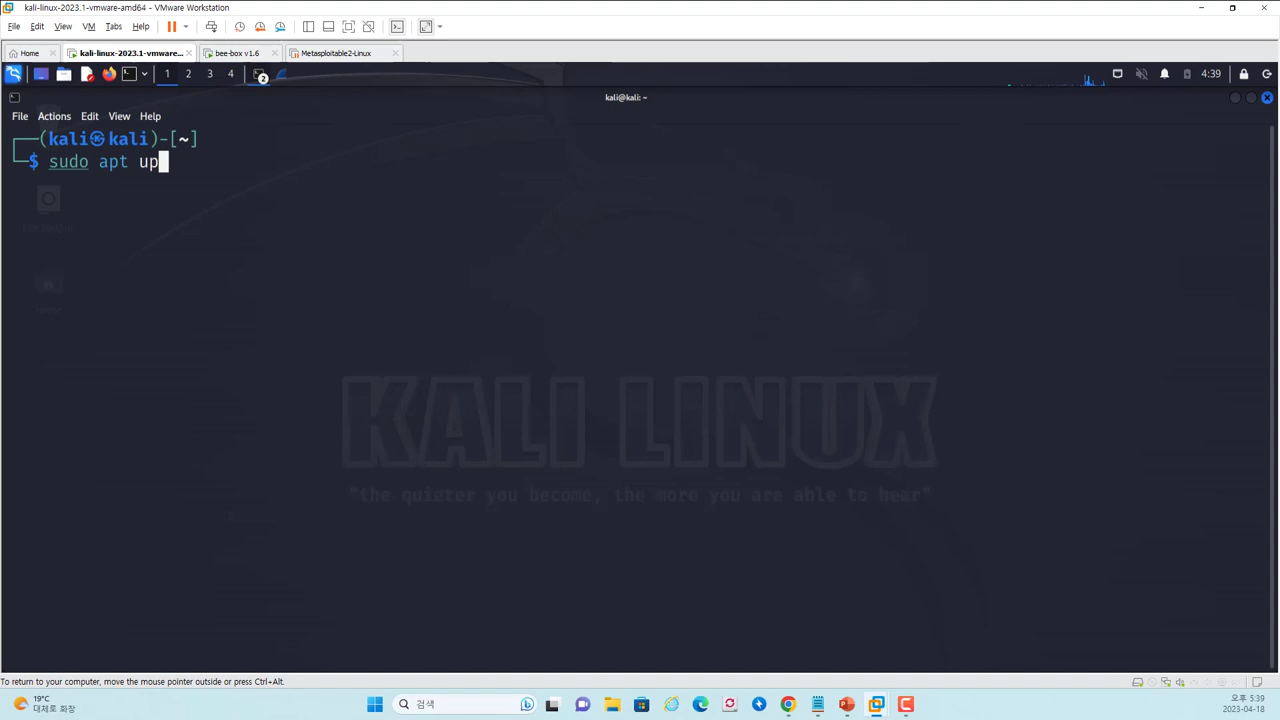 kali-linux-2023.1-vmware-amd64 - VMware Workstation
File Edit View VM Tabs Help
Home kali-linux-2023.1-vmware... bee-box v1.6 Metasploitable2-Linux
1 2 3 4 2 4:39
kali@kali: ~
File Actions Edit View Help
(kali㉿kali)-[~]
$ sudo apt up
KALI LINUX
"the quieter you become, the more you are able to hear"
To return to your computer, move the mouse pointer outside or press Ctrl+Alt.
19°C
대체로 화창
검색
오후 5:39
2023-04-18